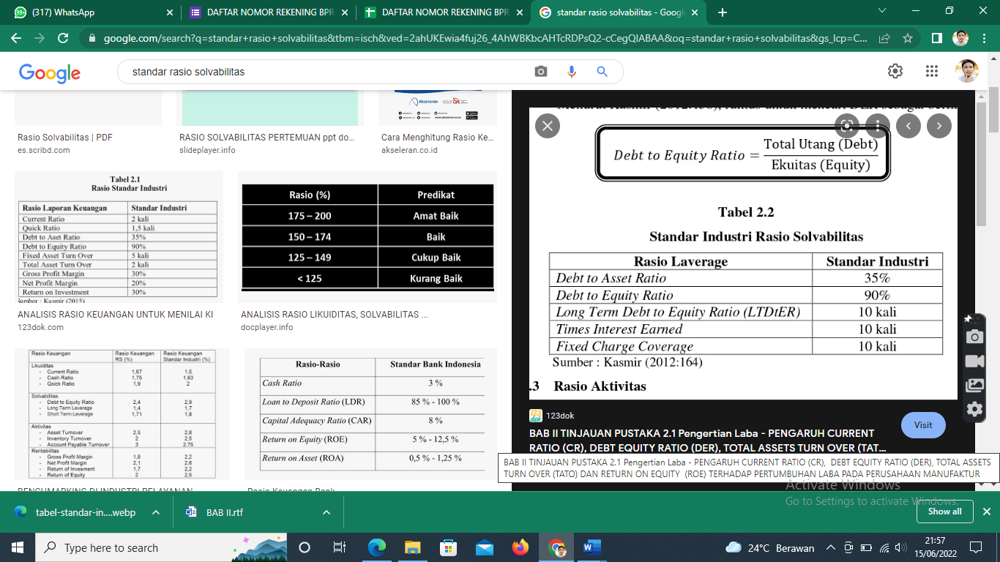 (317) WhatsApp
DAFTAR NOMOR REKENING BPR
DAFTAR NOMOR REKENING BPR
standar rasio solvabilitas - Googl
google.com/search?q=standar+rasio+solvabilitas&tbm=isch&ved=2ahUKEwia4fuj26_4AhWBKbcAHTcRDPsQ2-cCegQIABAA&oq=standar+rasio+solvabilitas&gs_lcp=C...
Google
standar rasio solvabilitas
Akseleran
Rasio Solvabilitas | PDF
es.scribd.com
RASIO SOLVABILITAS PERTEMUAN ppt do...
slideplayer.info
Cara Menghitung Rasio Ke...
akseleran.co.id
Tabel 2.1
Rasio Standar Industri
Rasio Laporan Keuangan Standar Industri
Current Ratio 2 kali
Quick Ratio 1,5 kali
Debt to Aset Ratio 35%
Debt to Equity Ratio 90%
Fixed Asset Turn Over 5 kali
Total Asset Turn Over 2 kali
Gross Profit Margin 30%
Net Profit Margin 20%
Return on Investment 30%
Sumber : Kasmir (2015)
ANALISIS RASIO KEUANGAN UNTUK MENILAI KI
123dok.com
Rasio (%) Predikat
175 – 200 Amat Baik
150 – 174 Baik
125 – 149 Cukup Baik
< 125 Kurang Baik
ANALISIS RASIO LIKUIDITAS, SOLVABILITAS ...
docplayer.info
Rasio Keuangan Rasio Keuangan RS (%) Rasio Keuangan Standar Industri (%)
Likuiditas
- Current Ratio 1,67 1,5
- Cash Ratio 1,75 1,63
- Qoick Ratio 1,9 2
Solvabilitas
- Debt to Equity Ratio 2,4 2,9
- Long Term Leverage 1,4 1,7
- Short Term Leverage 1,71 1,8
Aktivitas
- Asset Turnover 2,5 2,8
- Inventory Turnover 2 2,5
- Account Payable Turnover 3 2,75
Rentabilitas
- Gross Profit Margin 1,8 2,2
- Net Profit Margin 2,1 2,6
- Return of Invesment 1,7 2,2
- Return of Equity 2 2,5
BENCHMARKING DI INDUSTRI PELAYANAN
Rasio-Rasio Standar Bank Indonesia
Cash Ratio 3 %
Loan to Deposit Ratio (LDR) 85 % - 100 %
Capital Adequacy Ratio (CAR) 8 %
Return on Equity (ROE) 5 % - 12,5 %
Return on Asset (ROA) 0,5 % - 1,25 %
Rasio Keuangan Bank
Menurut Kasmir (2012:158), rumus untuk mencari DER sebagai berik
Debt to Equity Ratio = Total Utang (Debt)
Ekuitas (Equity)
Tabel 2.2
Standar Industri Rasio Solvabilitas
Rasio Laverage Standar Industri
Debt to Asset Ratio 35%
Debt to Equity Ratio 90%
Long Term Debt to Equity Ratio (LTDtER) 10 kali
Times Interest Earned 10 kali
Fixed Charge Coverage 10 kali
Sumber : Kasmir (2012:164)
.3 Rasio Aktivitas
123dok
BAB II TINJAUAN PUSTAKA 2.1 Pengertian Laba - PENGARUH CURRENT
RATIO (CR), DEBT EQUITY RATIO (DER), TOTAL ASSETS TURN OVER (TAT...
Visit
BAB II TINJAUAN PUSTAKA 2.1 Pengertian Laba - PENGARUH CURRENT RATIO (CR), DEBT EQUITY RATIO (DER), TOTAL ASSETS
TURN OVER (TATO) DAN RETURN ON EQUITY (ROE) TERHADAP PERTUMBUHAN LABA PADA PERUSAHAAN MANUFAKTUR
Activate Windows
Go to Settings to activate Windows.
tabel-standar-in....webp
BAB II.rtf
Show all
Type here to search
24°C Berawan
21:57
15/06/2022